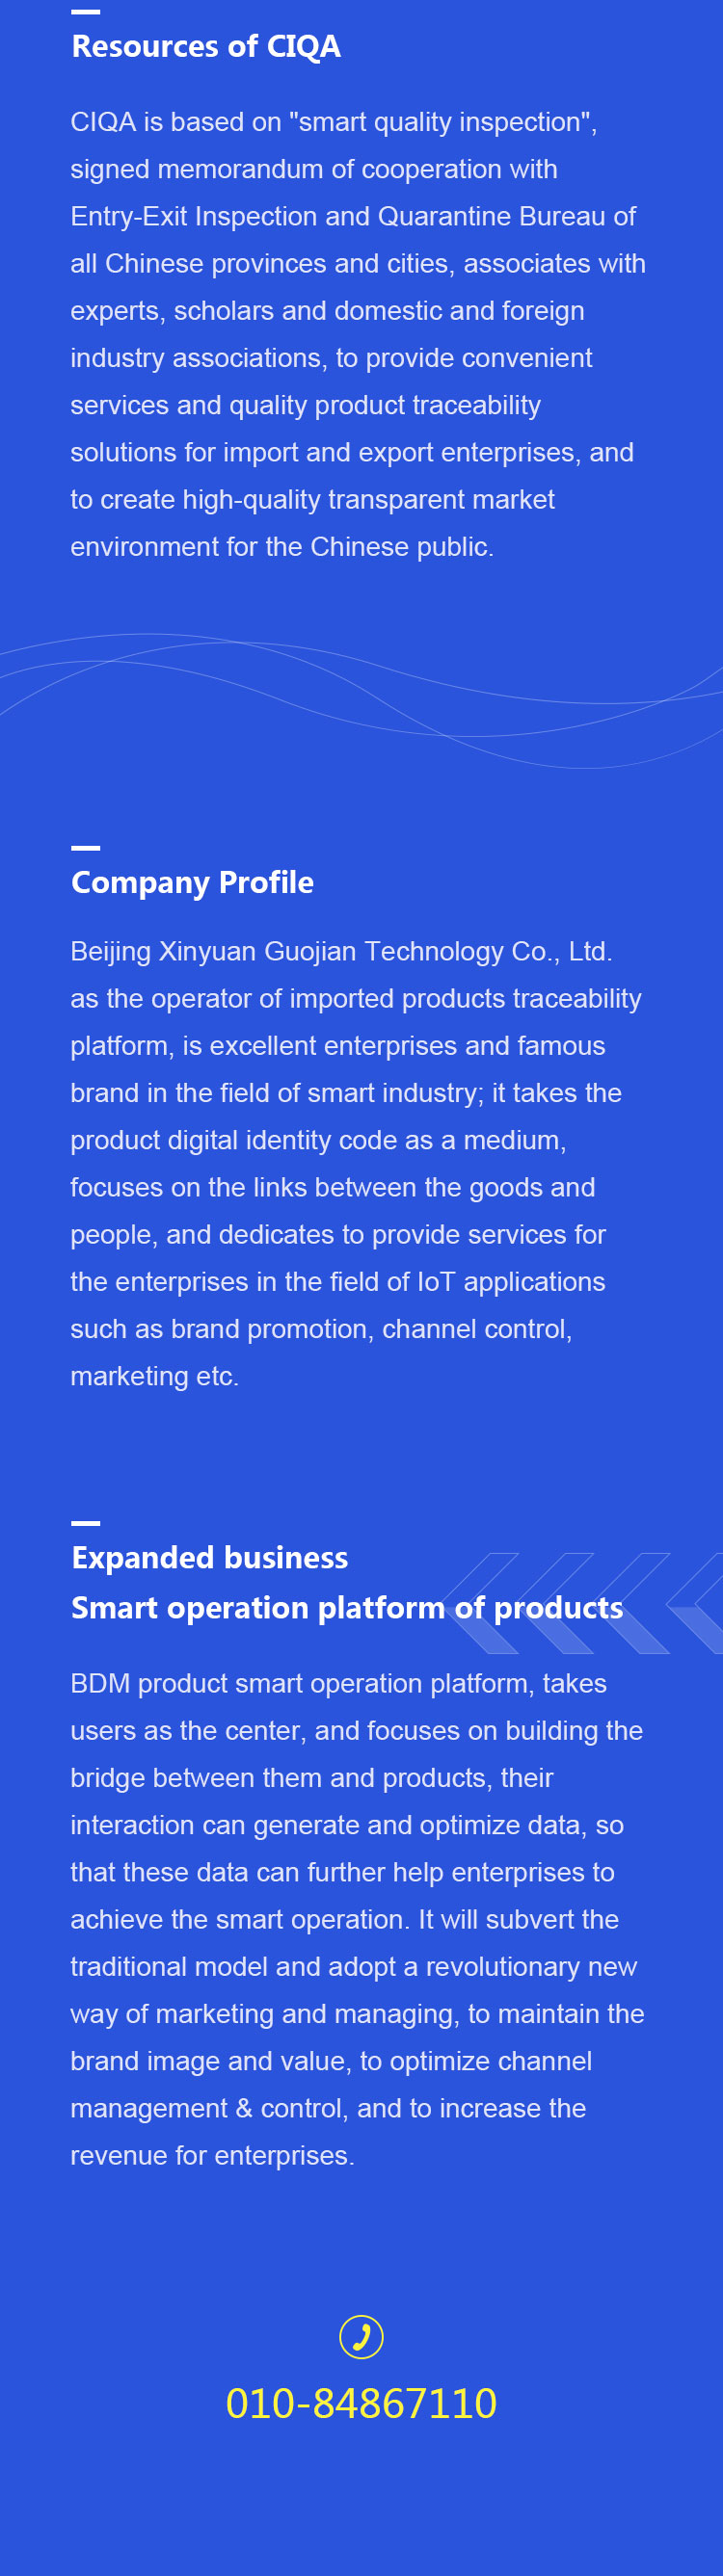 Resources of CIQA
CIQA is based on "smart quality inspection",
signed memorandum of cooperation with
Entry-Exit Inspection and Quarantine Bureau of
all Chinese provinces and cities, associates with
experts, scholars and domestic and foreign
industry associations, to provide convenient
services and quality product traceability
solutions for import and export enterprises, and
to create high-quality transparent market
environment for the Chinese public.
Company Profile
Beijing Xinyuan Guojian Technology Co., Ltd.
as the operator of imported products traceability
platform, is excellent enterprises and famous
brand in the field of smart industry; it takes the
product digital identity code as a medium,
focuses on the links between the goods and
people, and dedicates to provide services for
the enterprises in the field of IoT applications
such as brand promotion, channel control,
marketing etc.
Expanded business
Smart operation platform of products
BDM product smart operation platform, takes
users as the center, and focuses on building the
bridge between them and products, their
interaction can generate and optimize data, so
that these data can further help enterprises to
achieve the smart operation. It will subvert the
traditional model and adopt a revolutionary new
way of marketing and managing, to maintain the
brand image and value, to optimize channel
management & control, and to increase the
revenue for enterprises.
010-84867110